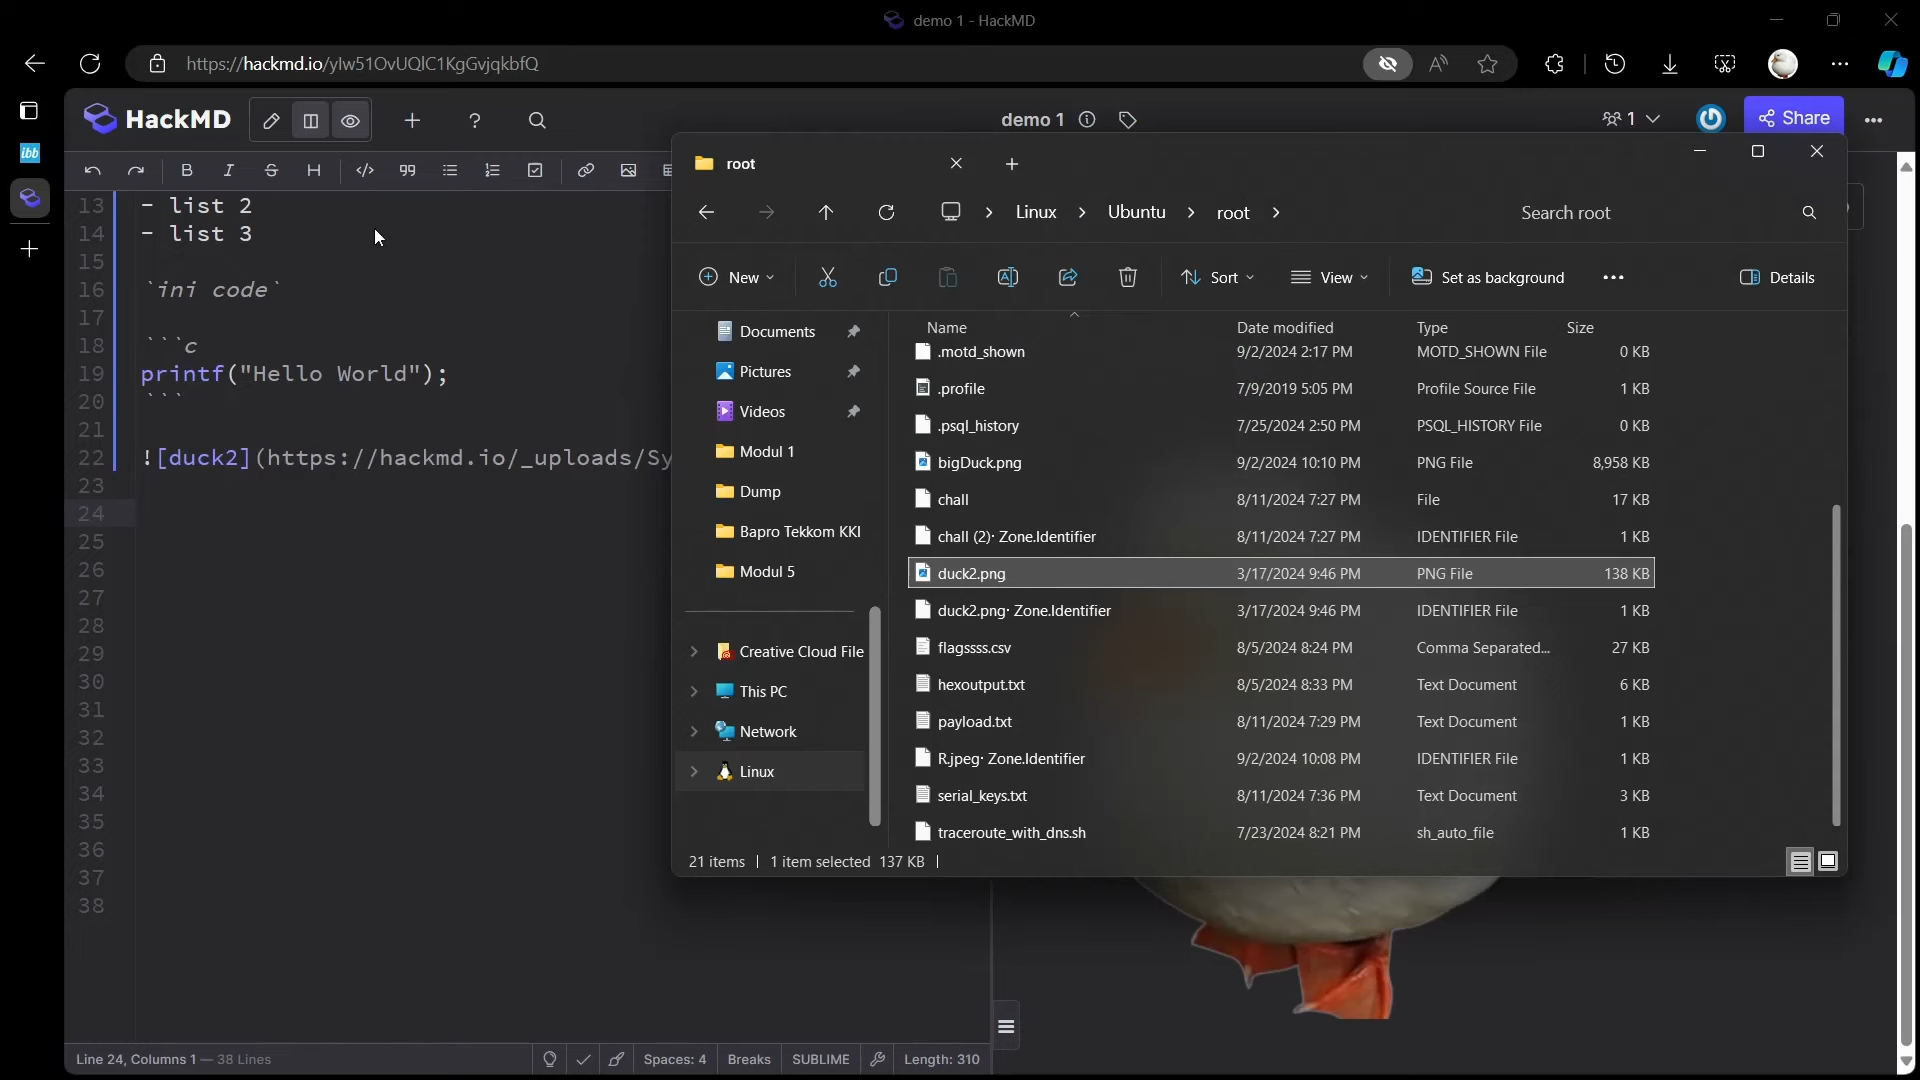 demo 1 - HackMD
https://hackmd.io/ylw51OvUQlC1KgGvjqkbfQ
HackMD
demo 1
1
Share
ibb
13 - list 2
14 - list 3
15
16 `ini code`
17
18 ```c
19 printf("Hello World");
20 ```
21
22 ![duck2](https://hackmd.io/_uploads/Sy
23
24
25
26
27
28
29
30
31
32
33
34
35
36
37
38
Line 24, Columns 1 — 38 Lines
Spaces: 4
Breaks
SUBLIME
Length: 310
root
Linux > Ubuntu > root >
Search root
New
Sort
View
Set as background
Details
Documents
Pictures
Videos
Modul 1
Dump
Bapro Tekkom KKI
Modul 5
Creative Cloud File
This PC
Network
Linux
Name Date modified Type Size
.motd_shown 9/2/2024 2:17 PM MOTD_SHOWN File 0 KB
.profile 7/9/2019 5:05 PM Profile Source File 1 KB
.psql_history 7/25/2024 2:50 PM PSQL_HISTORY File 0 KB
bigDuck.png 9/2/2024 10:10 PM PNG File 8,958 KB
chall 8/11/2024 7:27 PM File 17 KB
chall (2)· Zone.Identifier 8/11/2024 7:27 PM IDENTIFIER File 1 KB
duck2.png 3/17/2024 9:46 PM PNG File 138 KB
duck2.png· Zone.Identifier 3/17/2024 9:46 PM IDENTIFIER File 1 KB
flagssss.csv 8/5/2024 8:24 PM Comma Separated... 27 KB
hexoutput.txt 8/5/2024 8:33 PM Text Document 6 KB
payload.txt 8/11/2024 7:29 PM Text Document 1 KB
R.jpeg· Zone.Identifier 9/2/2024 10:08 PM IDENTIFIER File 1 KB
serial_keys.txt 8/11/2024 7:36 PM Text Document 3 KB
traceroute_with_dns.sh 7/23/2024 8:21 PM sh_auto_file 1 KB
21 items | 1 item selected 137 KB |